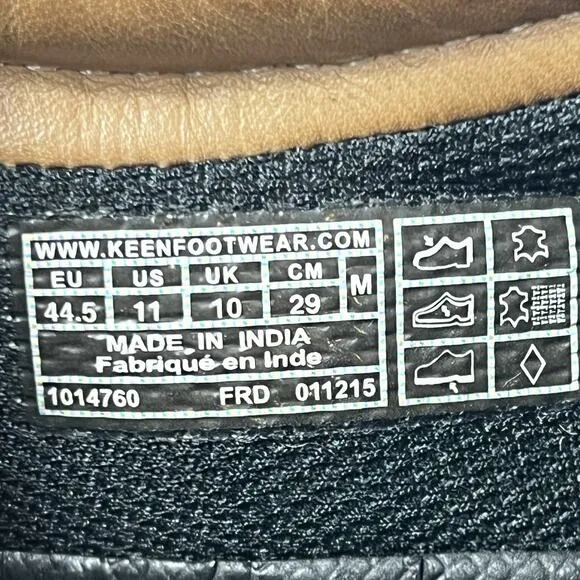 WWW.KEENFOOTWEAR.COM
EU US UK CM M
44.5 11 10 29
MADE IN INDIA
Fabriqué en Inde
1014760 FRD 011215